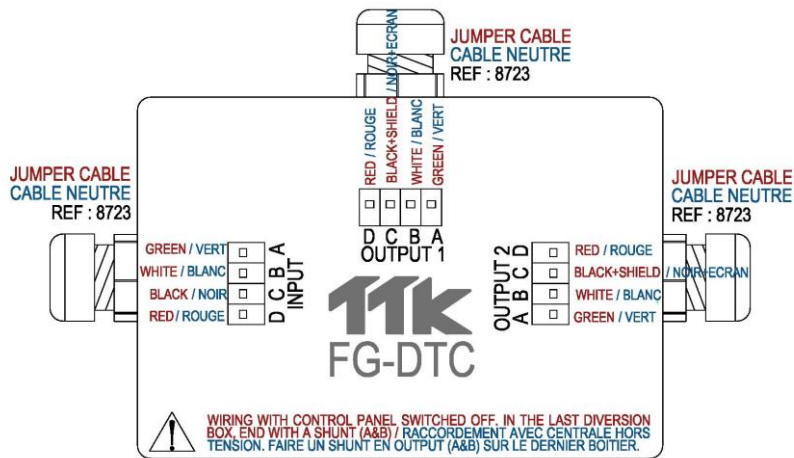 JUMPER CABLE
CABLE NEUTRE
REF : 8723
JUMPER CABLE
CABLE NEUTRE
REF : 8723
JUMPER CABLE
CABLE NEUTRE
REF : 8723
RED / ROUGE
BLACK+SHIELD / NOIR+ECRAN
WHITE / BLANC
GREEN / VERT
D C B A
OUTPUT 1
GREEN / VERT
WHITE / BLANC
BLACK / NOIR
RED / ROUGE
A
B
C
D
INPUT
OUTPUT 2
D
C
B
A
RED / ROUGE
BLACK+SHIELD / NOIR+ECRAN
WHITE / BLANC
GREEN / VERT
TTK
FG-DTC
WIRING WITH CONTROL PANEL SWITCHED OFF. IN THE LAST DIVERSION
BOX, END WITH A SHUNT (A&B) / RACCORDEMENT AVEC CENTRALE HORS
TENSION. FAIRE UN SHUNT EN OUTPUT (A&B) SUR LE DERNIER BOITIER.